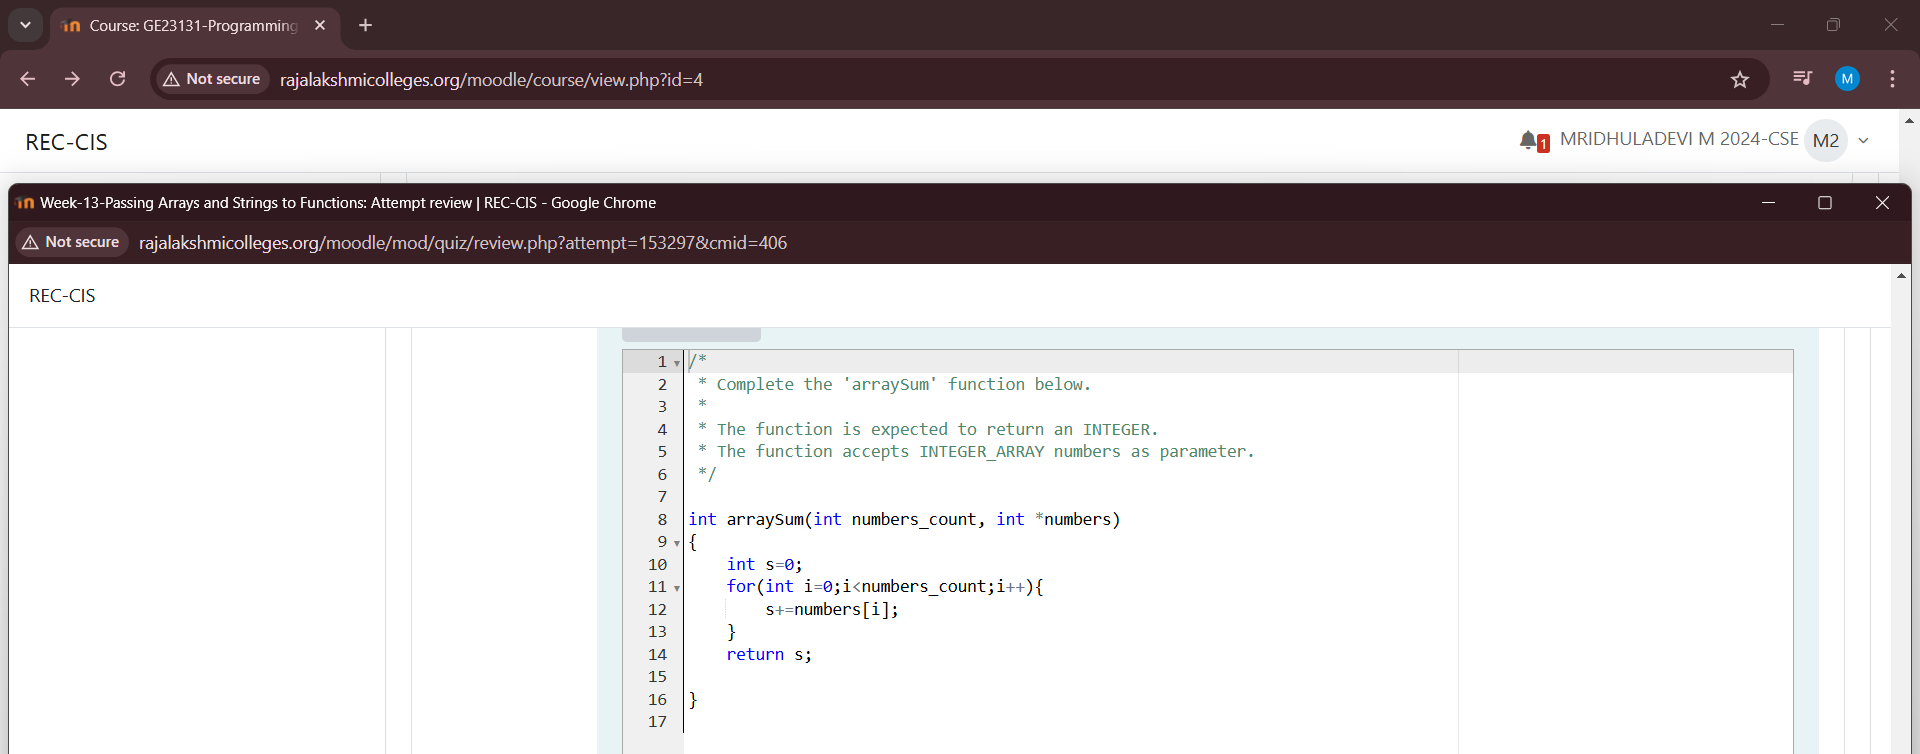 Course: GE23131-Programming
Not secure rajalakshmicolleges.org/moodle/course/view.php?id=4 M
REC-CIS 1 MRIDHULADEVI M 2024-CSE M2
Week-13-Passing Arrays and Strings to Functions: Attempt review | REC-CIS - Google Chrome
Not secure rajalakshmicolleges.org/moodle/mod/quiz/review.php?attempt=153297&cmid=406
REC-CIS
1 /*
2  * Complete the 'arraySum' function below.
3  *
4  * The function is expected to return an INTEGER.
5  * The function accepts INTEGER_ARRAY numbers as parameter.
6  */
7
8 int arraySum(int numbers_count, int *numbers)
9 {
10     int s=0;
11     for(int i=0;i<numbers_count;i++){
12         s+=numbers[i];
13     }
14     return s;
15
16 }
17